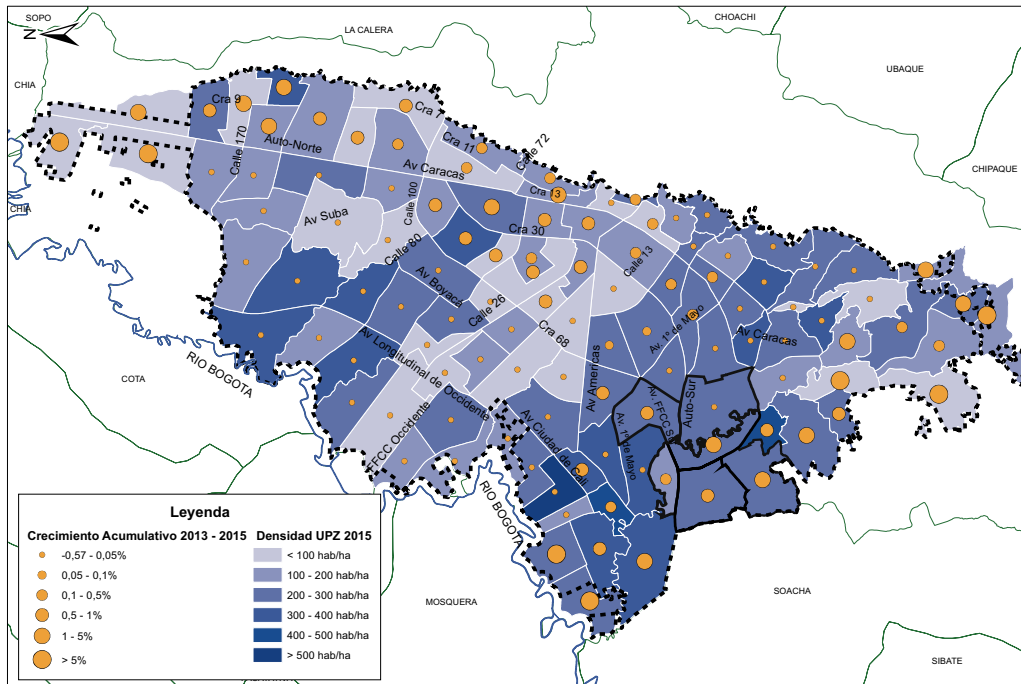 SOPO
N
LA CALERA
CHOACHI
UBAQUE
CHIA
CHIPAQUE
CHIA
Cra 9
Calle 170
Auto-Norte
Cra 7
Cra 11
Calle 72
Av Caracas
Cra 13
Calle 100
Av Suba
Cra 30
Calle 80
Calle 13
Av Boyacá
Calle 26
Cra 68
Av. 1º de Mayo
Av Caracas
Av Longitudinal de Occidente
Av Americas
RIO BOGOTA
COTA
Av. FFCC S
Auto-Sur
Av. 1º de Mayo
Av Ciudad de Cali
FFCC Occidente
RIO BOGOTA
MOSQUERA
SOACHA
SIBATE
Leyenda
Crecimiento Acumulativo 2013 - 2015
-0,57 - 0,05%
0,05 - 0,1%
0,1 - 0,5%
0,5 - 1%
1 - 5%
> 5%
Densidad UPZ 2015
< 100 hab/ha
100 - 200 hab/ha
200 - 300 hab/ha
300 - 400 hab/ha
400 - 500 hab/ha
> 500 hab/ha